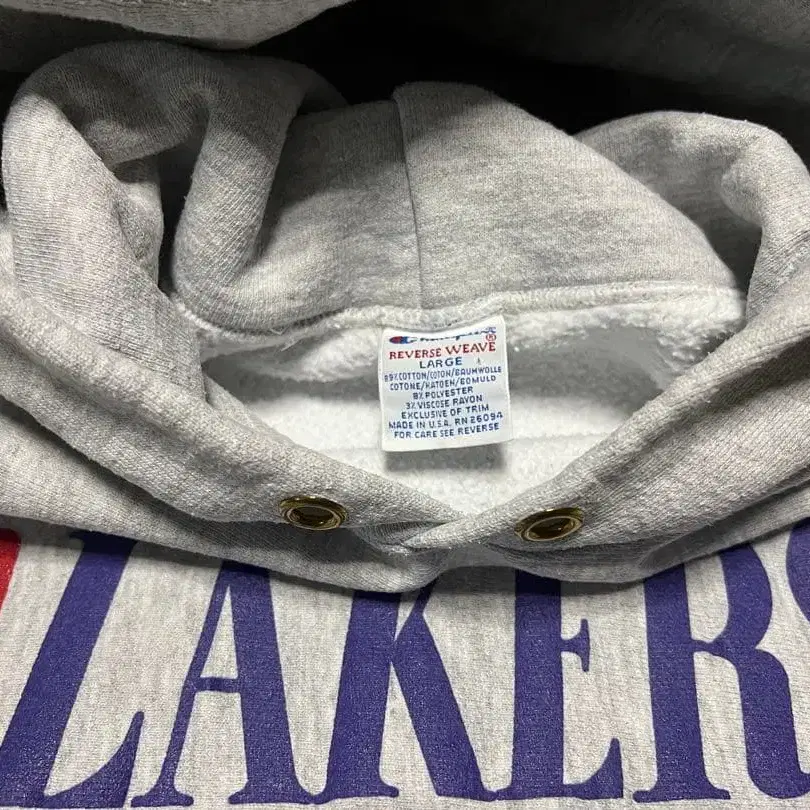 Champion®
REVERSE WEAVE
LARGE
89% COTTON/COTON/BAUMWOLLE
COTONE/KATOEN/BOMULD
8% POLYESTER
3% VISCOSE RAYON
EXCLUSIVE OF TRIM
MADE IN U.S.A. RN 26094
FOR CARE SEE REVERSE
LAKERS